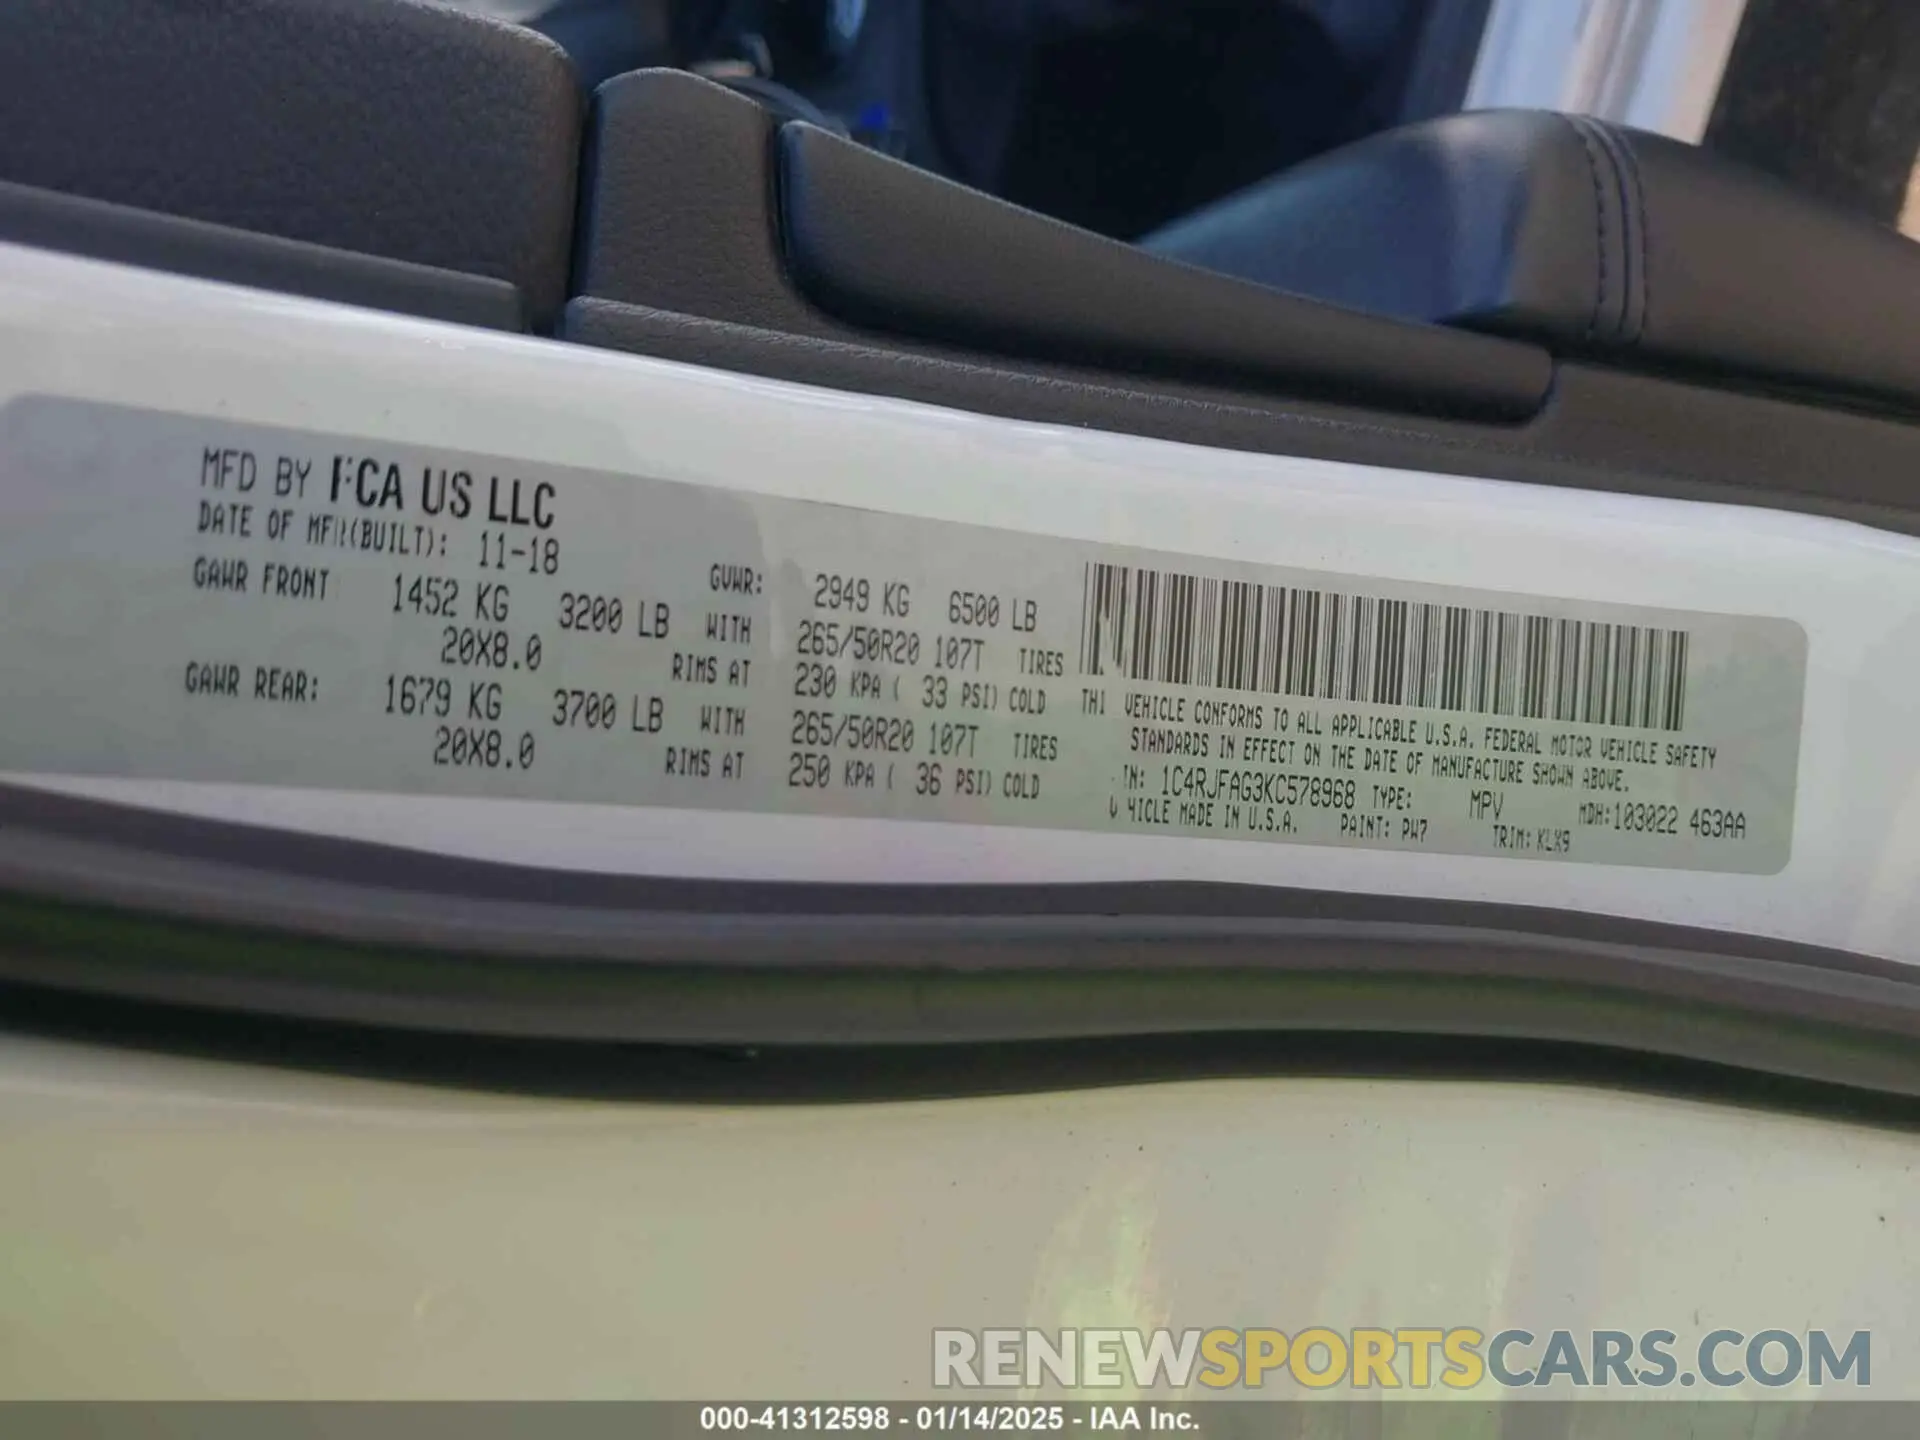 MFD BY FCA US LLC
DATE OF MFR(BUILT): 11-18 GVWR: 2949 KG 6500 LB
GAWR FRONT 1452 KG 3200 LB WITH 265/50R20 107T TIRES
20X8.0 RIMS AT 230 KPA ( 33 PSI) COLD
GAWR REAR: 1679 KG 3700 LB WITH 265/50R20 107T TIRES
20X8.0 RIMS AT 250 KPA ( 36 PSI) COLD
THI VEHICLE CONFORMS TO ALL APPLICABLE U.S.A. FEDERAL MOTOR VEHICLE SAFETY
STANDARDS IN EFFECT ON THE DATE OF MANUFACTURE SHOWN ABOVE.
IN: 1C4RJFAG3KC578968 TYPE: MPV MDH:103022 463AA
MADE IN U.S.A. PAINT: PW7 TRIM: KLX9
RENEWSPORTSCARS.COM
000-41312598 - 01/14/2025 - IAA Inc.